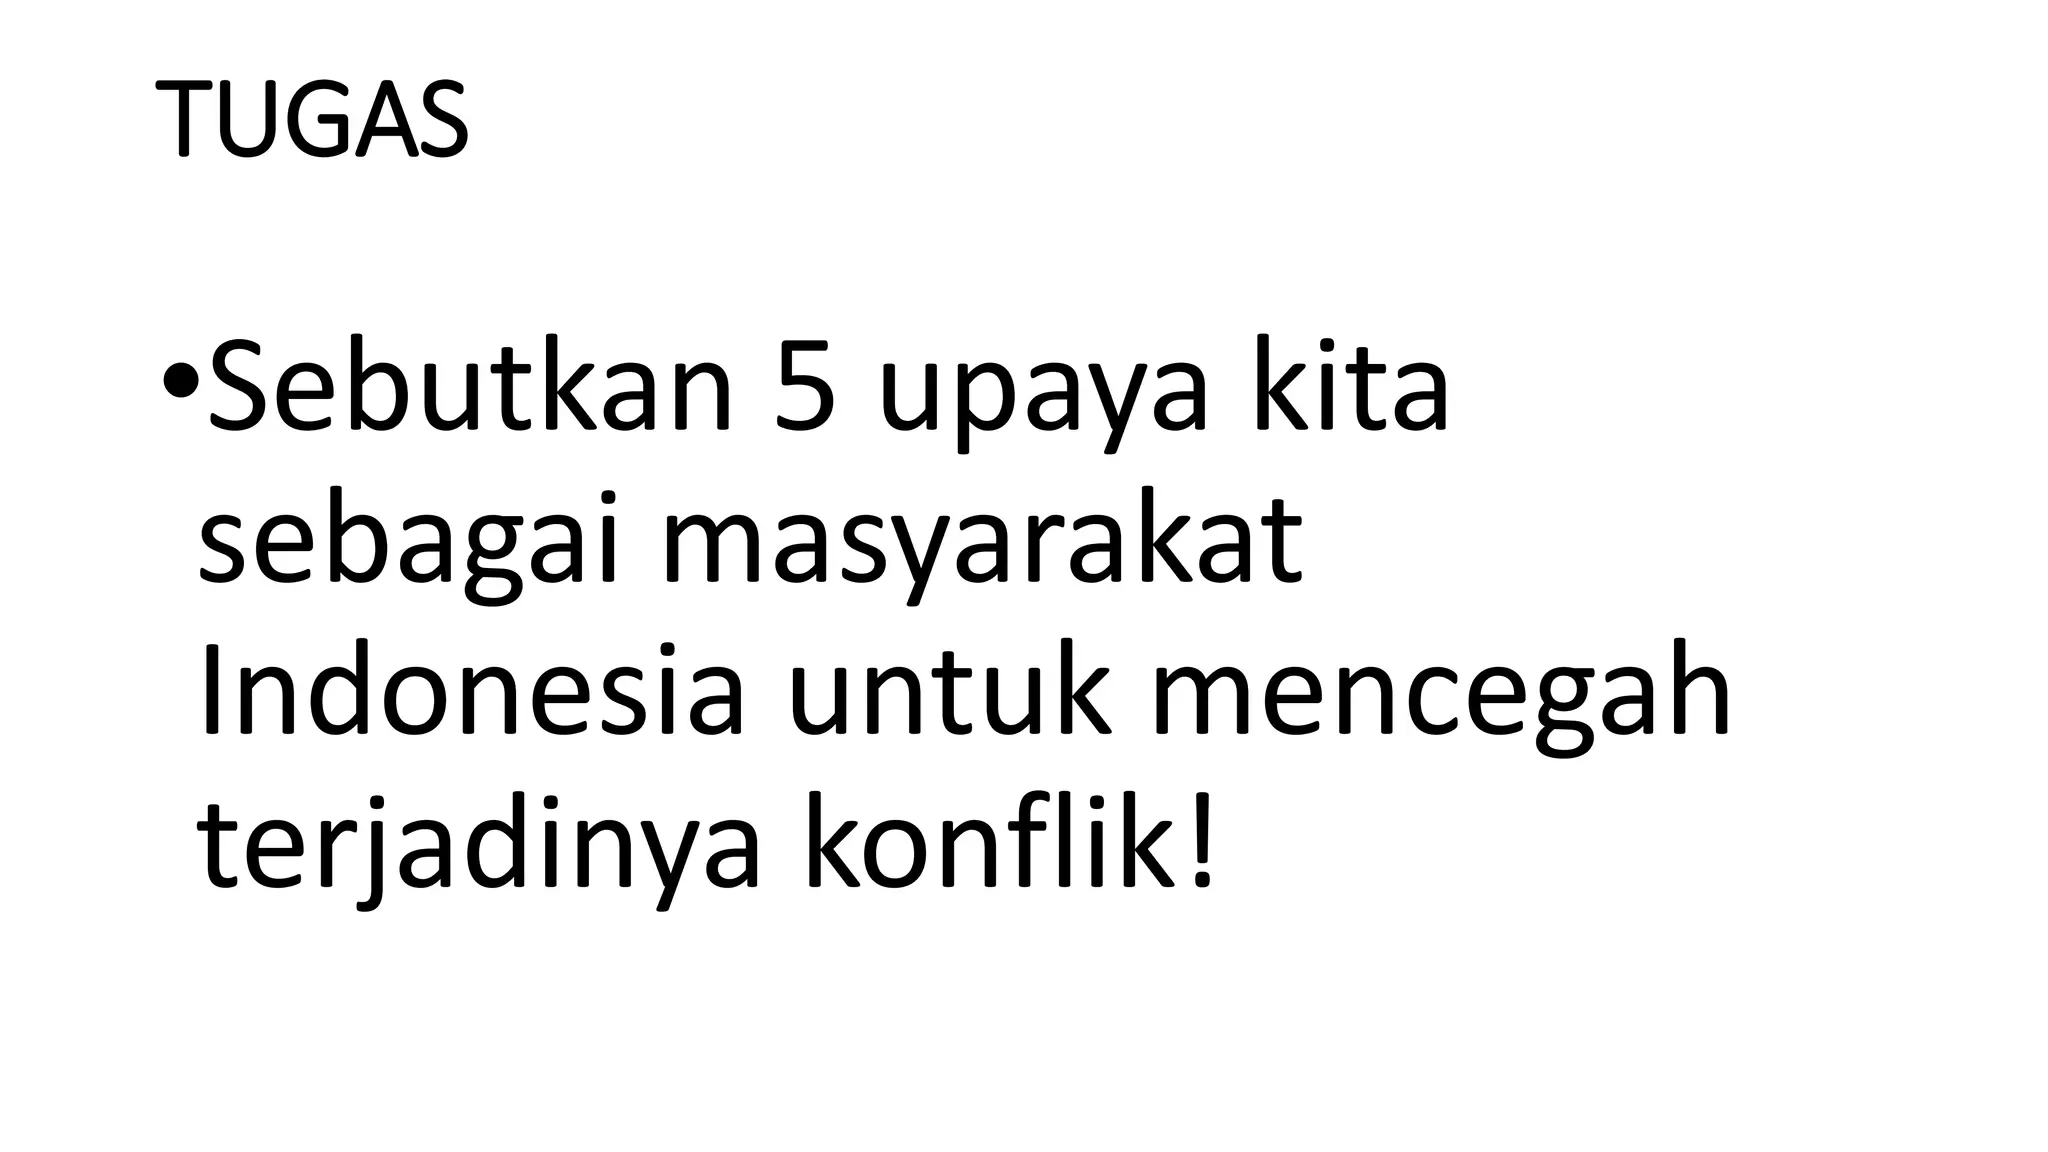 TUGAS
•Sebutkan 5 upaya kita
sebagai masyarakat
Indonesia untuk mencegah
terjadinya konflik!